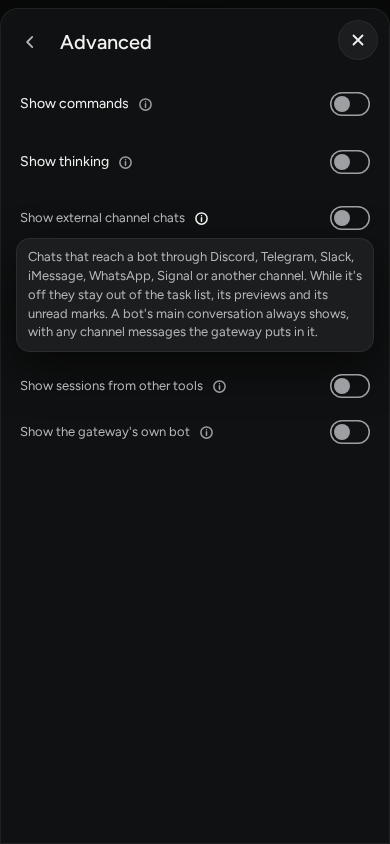 Advanced
Show commands
Show thinking
Show external channel chats
Chats that reach a bot through Discord, Telegram, Slack,
iMessage, WhatsApp, Signal or another channel. While it's
off they stay out of the task list, its previews and its
unread marks. A bot's main conversation always shows,
with any channel messages the gateway puts in it.
Show sessions from other tools
Show the gateway's own bot